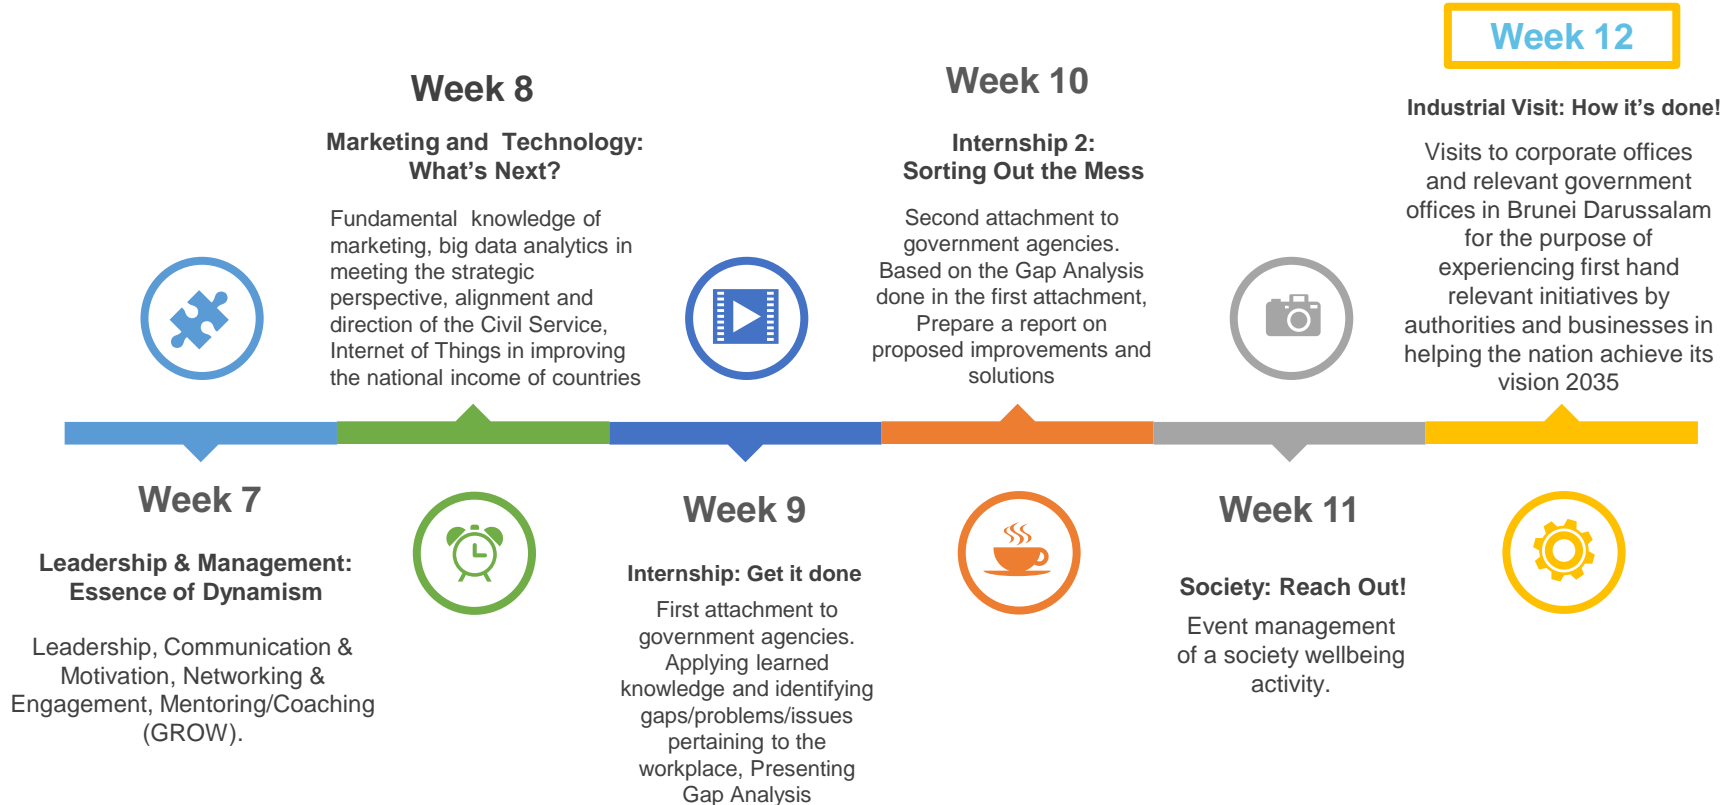 Week 7
Leadership & Management:
Essence of Dynamism
Leadership, Communication &
Motivation, Networking &
Engagement, Mentoring/Coaching
(GROW).
Week 8
Marketing and Technology:
What's Next?
Fundamental knowledge of
marketing, big data analytics in
meeting the strategic
perspective, alignment and
direction of the Civil Service,
Internet of Things in improving
the national income of countries
Week 9
Internship: Get it done
First attachment to
government agencies.
Applying learned
knowledge and identifying
gaps/problems/issues
pertaining to the
workplace, Presenting
Gap Analysis
Week 10
Internship 2:
Sorting Out the Mess
Second attachment to
government agencies.
Based on the Gap Analysis
done in the first attachment,
Prepare a report on
proposed improvements and
solutions
Week 11
Society: Reach Out!
Event management
of a society wellbeing
activity.
Week 12
Industrial Visit: How it's done!
Visits to corporate offices
and relevant government
offices in Brunei Darussalam
for the purpose of
experiencing first hand
relevant initiatives by
authorities and businesses in
helping the nation achieve its
vision 2035